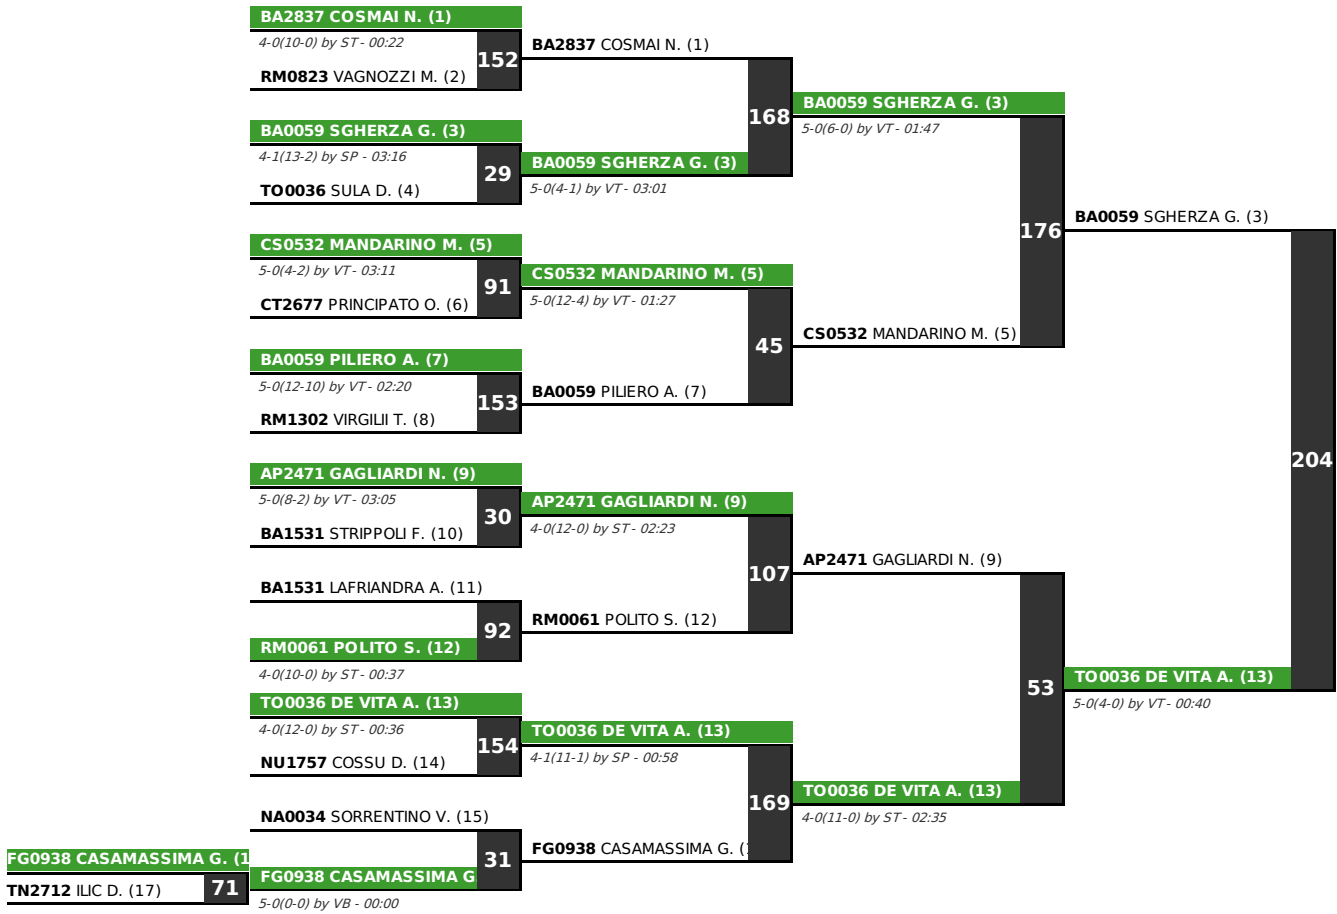 BA2837 COSMAI N. (1)
4-0(10-0) by ST - 00:22
RM0823 VAGNOZZI M. (2)
152
BA0059 SGHERZA G. (3)
4-1(13-2) by SP - 03:16
TO0036 SULA D. (4)
29
CS0532 MANDARINO M. (5)
5-0(4-2) by VT - 03:11
CT2677 PRINCIPATO O. (6)
91
BA0059 PILIERO A. (7)
5-0(12-10) by VT - 02:20
RM1302 VIRGILII T. (8)
153
AP2471 GAGLIARDI N. (9)
5-0(8-2) by VT - 03:05
BA1531 STRIPPOLI F. (10)
30
BA1531 LAFRIANDRA A. (11)
92
RM0061 POLITO S. (12)
4-0(10-0) by ST - 00:37
TO0036 DE VITA A. (13)
4-0(12-0) by ST - 00:36
NU1757 COSSU D. (14)
154
NA0034 SORRENTINO V. (15)
31
FG0938 CASAMASSIMA G. (1
TN2712 ILIC D. (17)
71
FG0938 CASAMASSIMA G
5-0(0-0) by VB - 00:00
BA2837 COSMAI N. (1)
168
BA0059 SGHERZA G. (3)
5-0(4-1) by VT - 03:01
CS0532 MANDARINO M. (5)
5-0(12-4) by VT - 01:27
45
BA0059 PILIERO A. (7)
AP2471 GAGLIARDI N. (9)
4-0(12-0) by ST - 02:23
107
RM0061 POLITO S. (12)
TO0036 DE VITA A. (13)
4-1(11-1) by SP - 00:58
169
FG0938 CASAMASSIMA G. (
BA0059 SGHERZA G. (3)
5-0(6-0) by VT - 01:47
176
CS0532 MANDARINO M. (5)
AP2471 GAGLIARDI N. (9)
53
TO0036 DE VITA A. (13)
4-0(11-0) by ST - 02:35
BA0059 SGHERZA G. (3)
204
TO0036 DE VITA A. (13)
5-0(4-0) by VT - 00:40